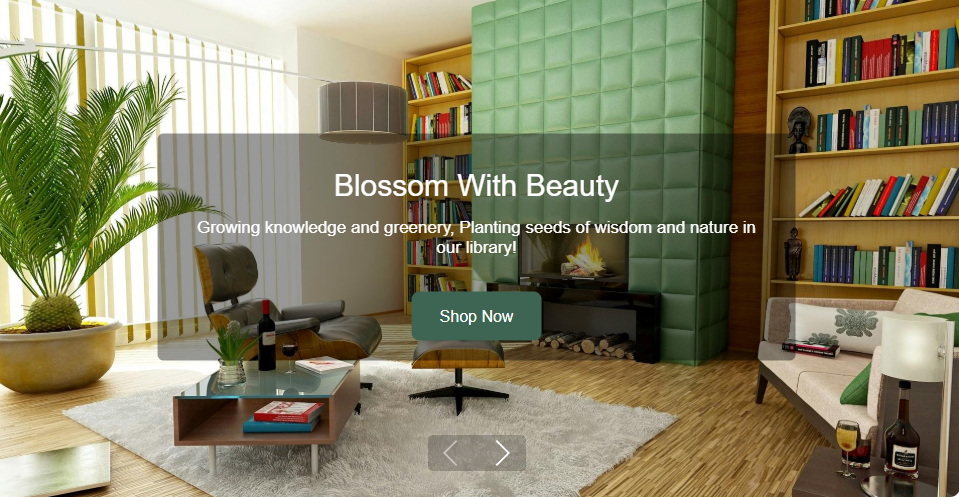 Blossom With Beauty
Growing knowledge and greenery, Planting seeds of wisdom and nature in
our library!
Shop Now